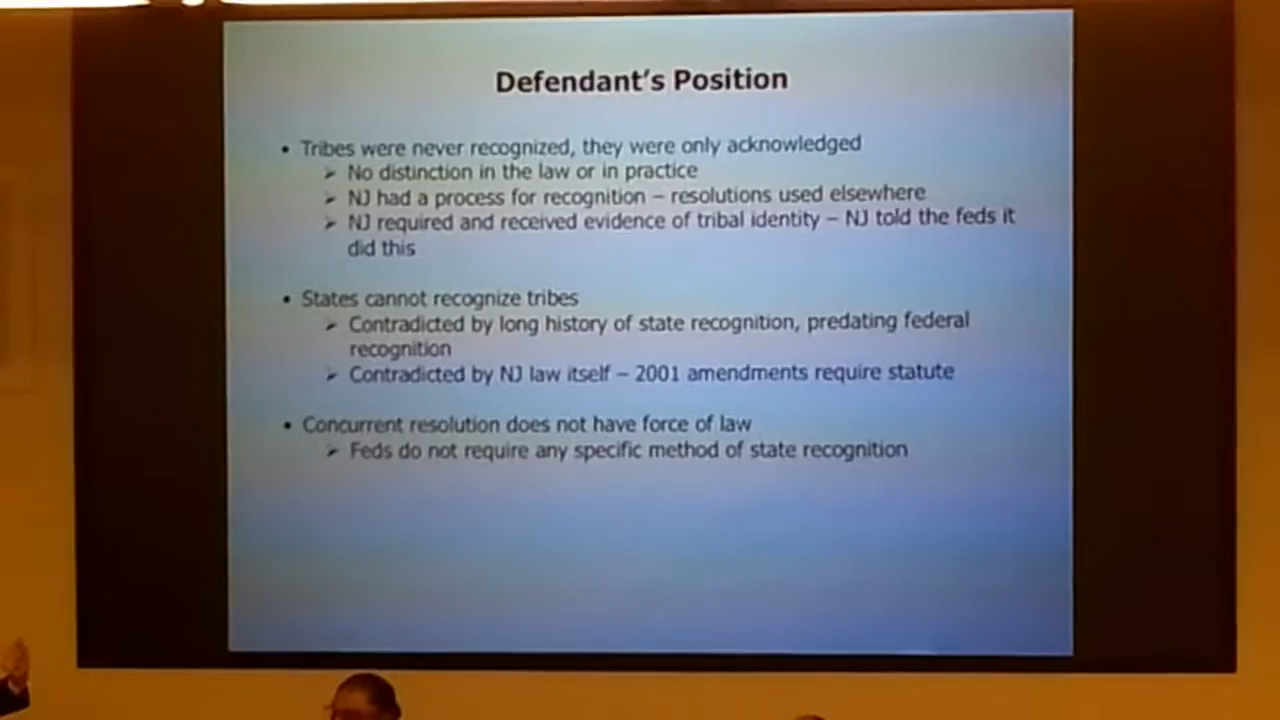 Defendant's Position
• Tribes were never recognized, they were only acknowledged
➢ No distinction in the law or in practice
➢ NJ had a process for recognition – resolutions used elsewhere
➢ NJ required and received evidence of tribal identity – NJ told the feds it
did this
• States cannot recognize tribes
➢ Contradicted by long history of state recognition, predating federal
recognition
➢ Contradicted by NJ law itself – 2001 amendments require statute
• Concurrent resolution does not have force of law
➢ Feds do not require any specific method of state recognition